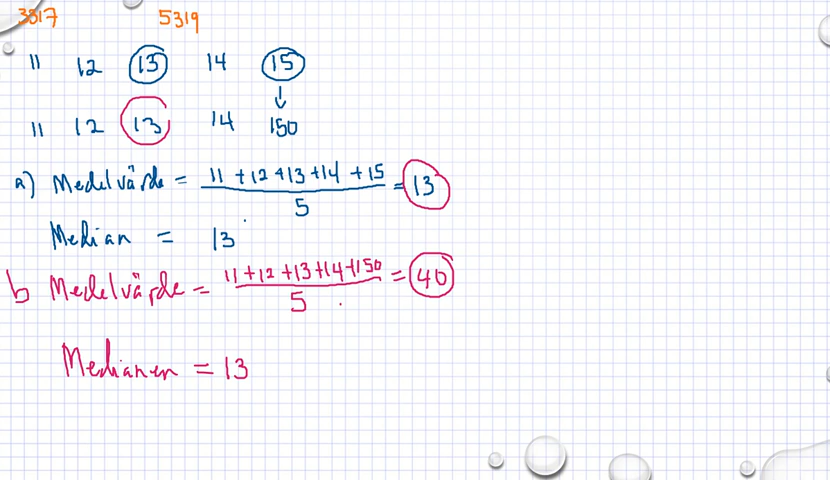 3317 5319
11 12 13 14 15
↓
11 12 13 14 150
a) Medelvärde = 11 + 12 + 13 + 14 + 15 / 5 = 13
Median = 13
b Medelvärde = 11 + 12 + 13 + 14 + 150 / 5 = 40
Medianen = 13